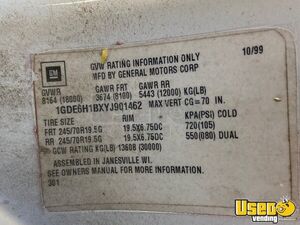 GVW RATING INFORMATION ONLY 10/99
MFD BY GENERAL MOTORS CORP
GM
GVWR GAWR FRT GAWR RR
8164 (18000) 3674 (8100) 5443 (12000) KG(LB)
1GDE6H1BXYJ901462 MAX VERT CG= 70 IN.
TIRE SIZE RIM KPA(PSI) COLD
FRT 245/70R19.5G 19.5X6.75DC 720(105)
RR 245/70R19.5G 19.5X6.75DC 550(080) DUAL
GCW RATING KG(LB) 13608 (30000)
ASSEMBLED IN JANESVILLE WI.
SEE OWNERS MANUAL FOR MORE INFORMATION.
301
Used
Vending